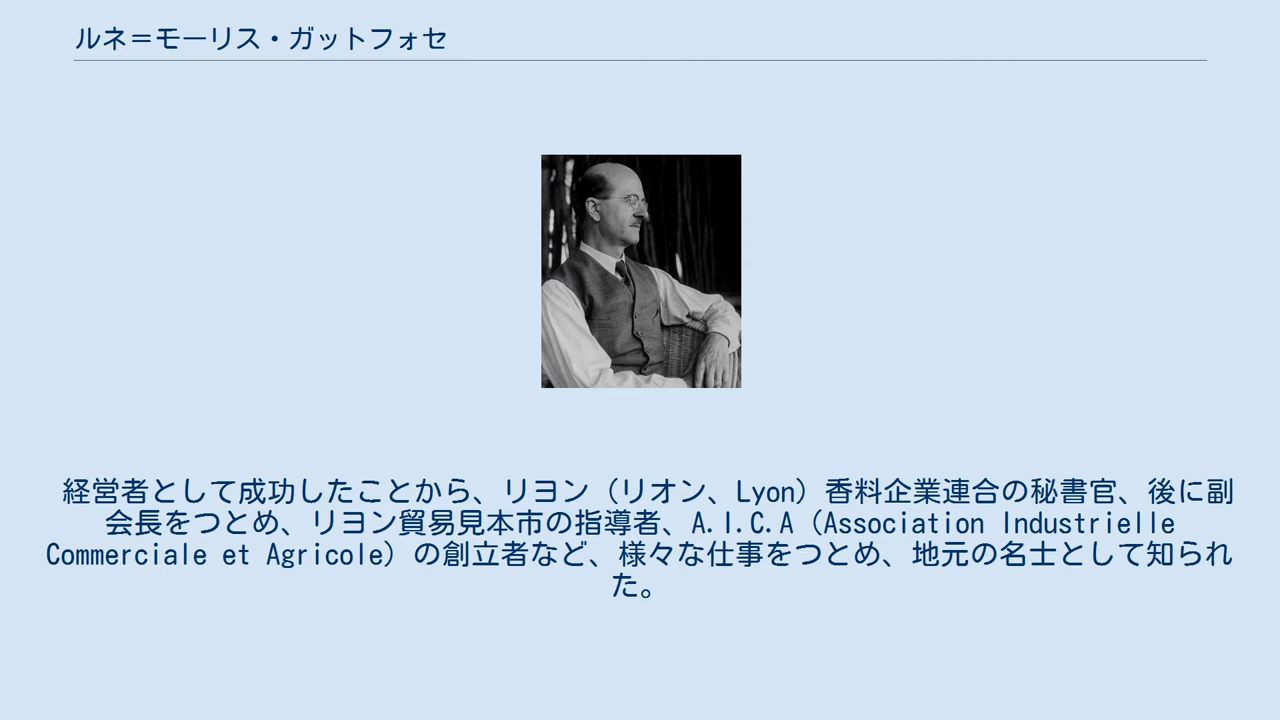 ルネ＝モーリス・ガットフォセ
経営者として成功したことから、リヨン（リオン、Lyon）香料企業連合の秘書官、後に副
会長をつとめ、リヨン貿易見本市の指導者、A.I.C.A（Association Industrielle
Commerciale et Agricole）の創立者など、様々な仕事をつとめ、地元の名士として知られ
た。